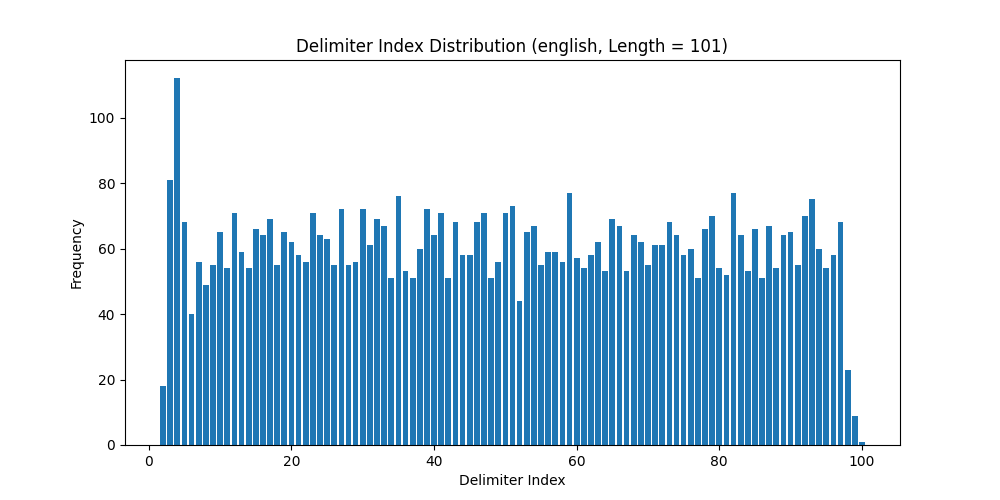 Delimiter Index Distribution (english, Length = 101)
100
80
60
40
20
0
Frequency
0 20 40 60 80 100
Delimiter Index